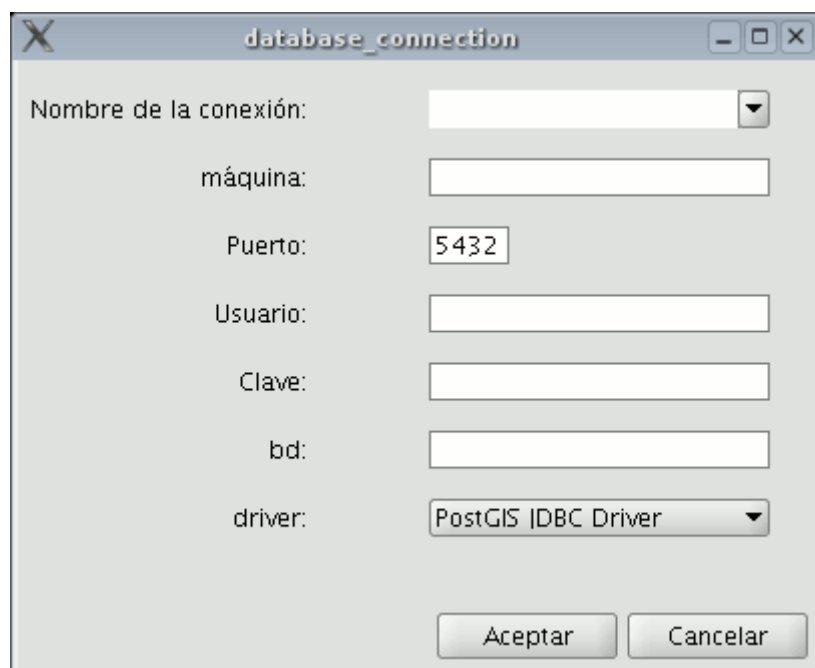 database_connection
Nombre de la conexión:
máquina:
Puerto: 5432
Usuario:
Clave:
bd:
driver: PostGIS JDBC Driver
Aceptar Cancelar